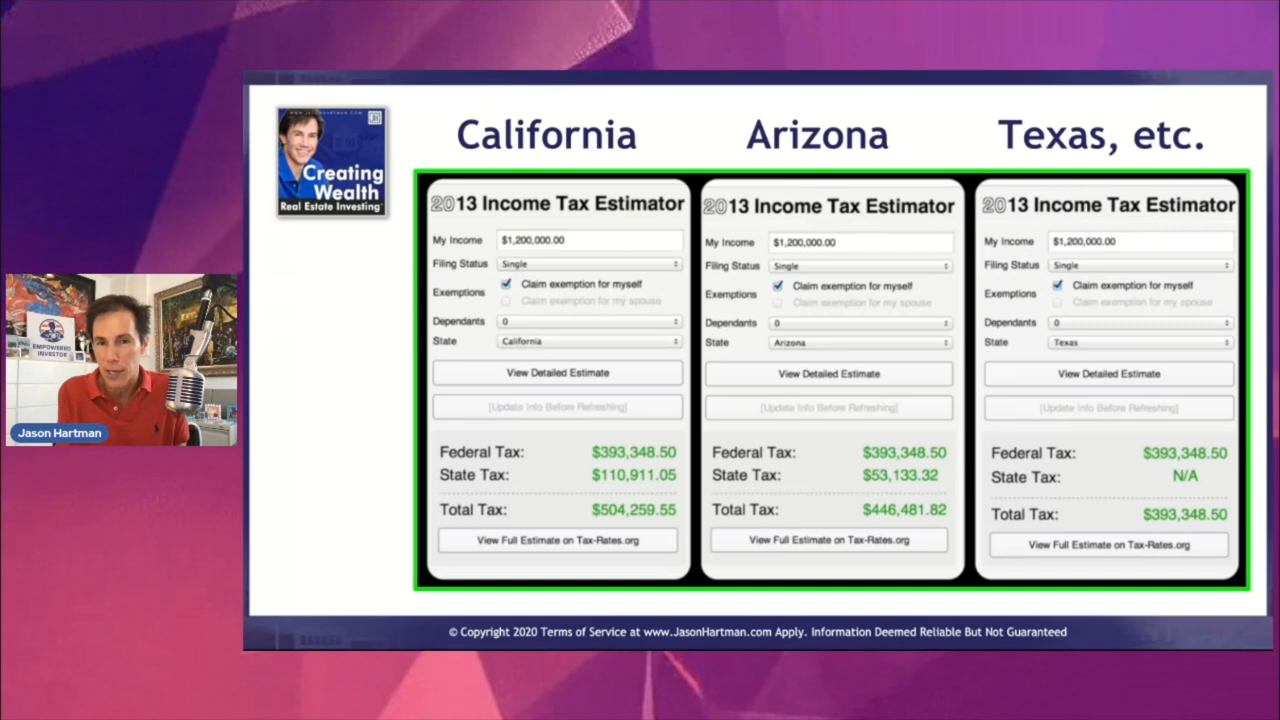 www.JASONHARTMAN.COM
Creating
Wealth
Real Estate Investing
California
2013 Income Tax Estimator
My Income $1,200,000.00
Filing Status Single
Exemptions
Claim exemption for myself
Claim exemption for my spouse
Dependants 0
State California
View Detailed Estimate
[Update Info Before Refreshing]
Federal Tax: $393,348.50
State Tax: $110,911.05
Total Tax: $504,259.55
View Full Estimate on Tax-Rates.org
Arizona
2013 Income Tax Estimator
My Income $1,200,000.00
Filing Status Single
Exemptions
Claim exemption for myself
Claim exemption for my spouse
Dependants 0
State Arizona
View Detailed Estimate
[Update Info Before Refreshing]
Federal Tax: $393,348.50
State Tax: $53,133.32
Total Tax: $446,481.82
View Full Estimate on Tax-Rates.org
Texas, etc.
2013 Income Tax Estimator
My Income $1,200,000.00
Filing Status Single
Exemptions
Claim exemption for myself
Claim exemption for my spouse
Dependants 0
State Texas
View Detailed Estimate
[Update Info Before Refreshing]
Federal Tax: $393,348.50
State Tax: N/A
Total Tax: $393,348.50
View Full Estimate on Tax-Rates.org
EMPOWERED
INVESTOR
Jason Hartman
© Copyright 2020 Terms of Service at www.JasonHartman.com Apply. Information Deemed Reliable But Not Guaranteed